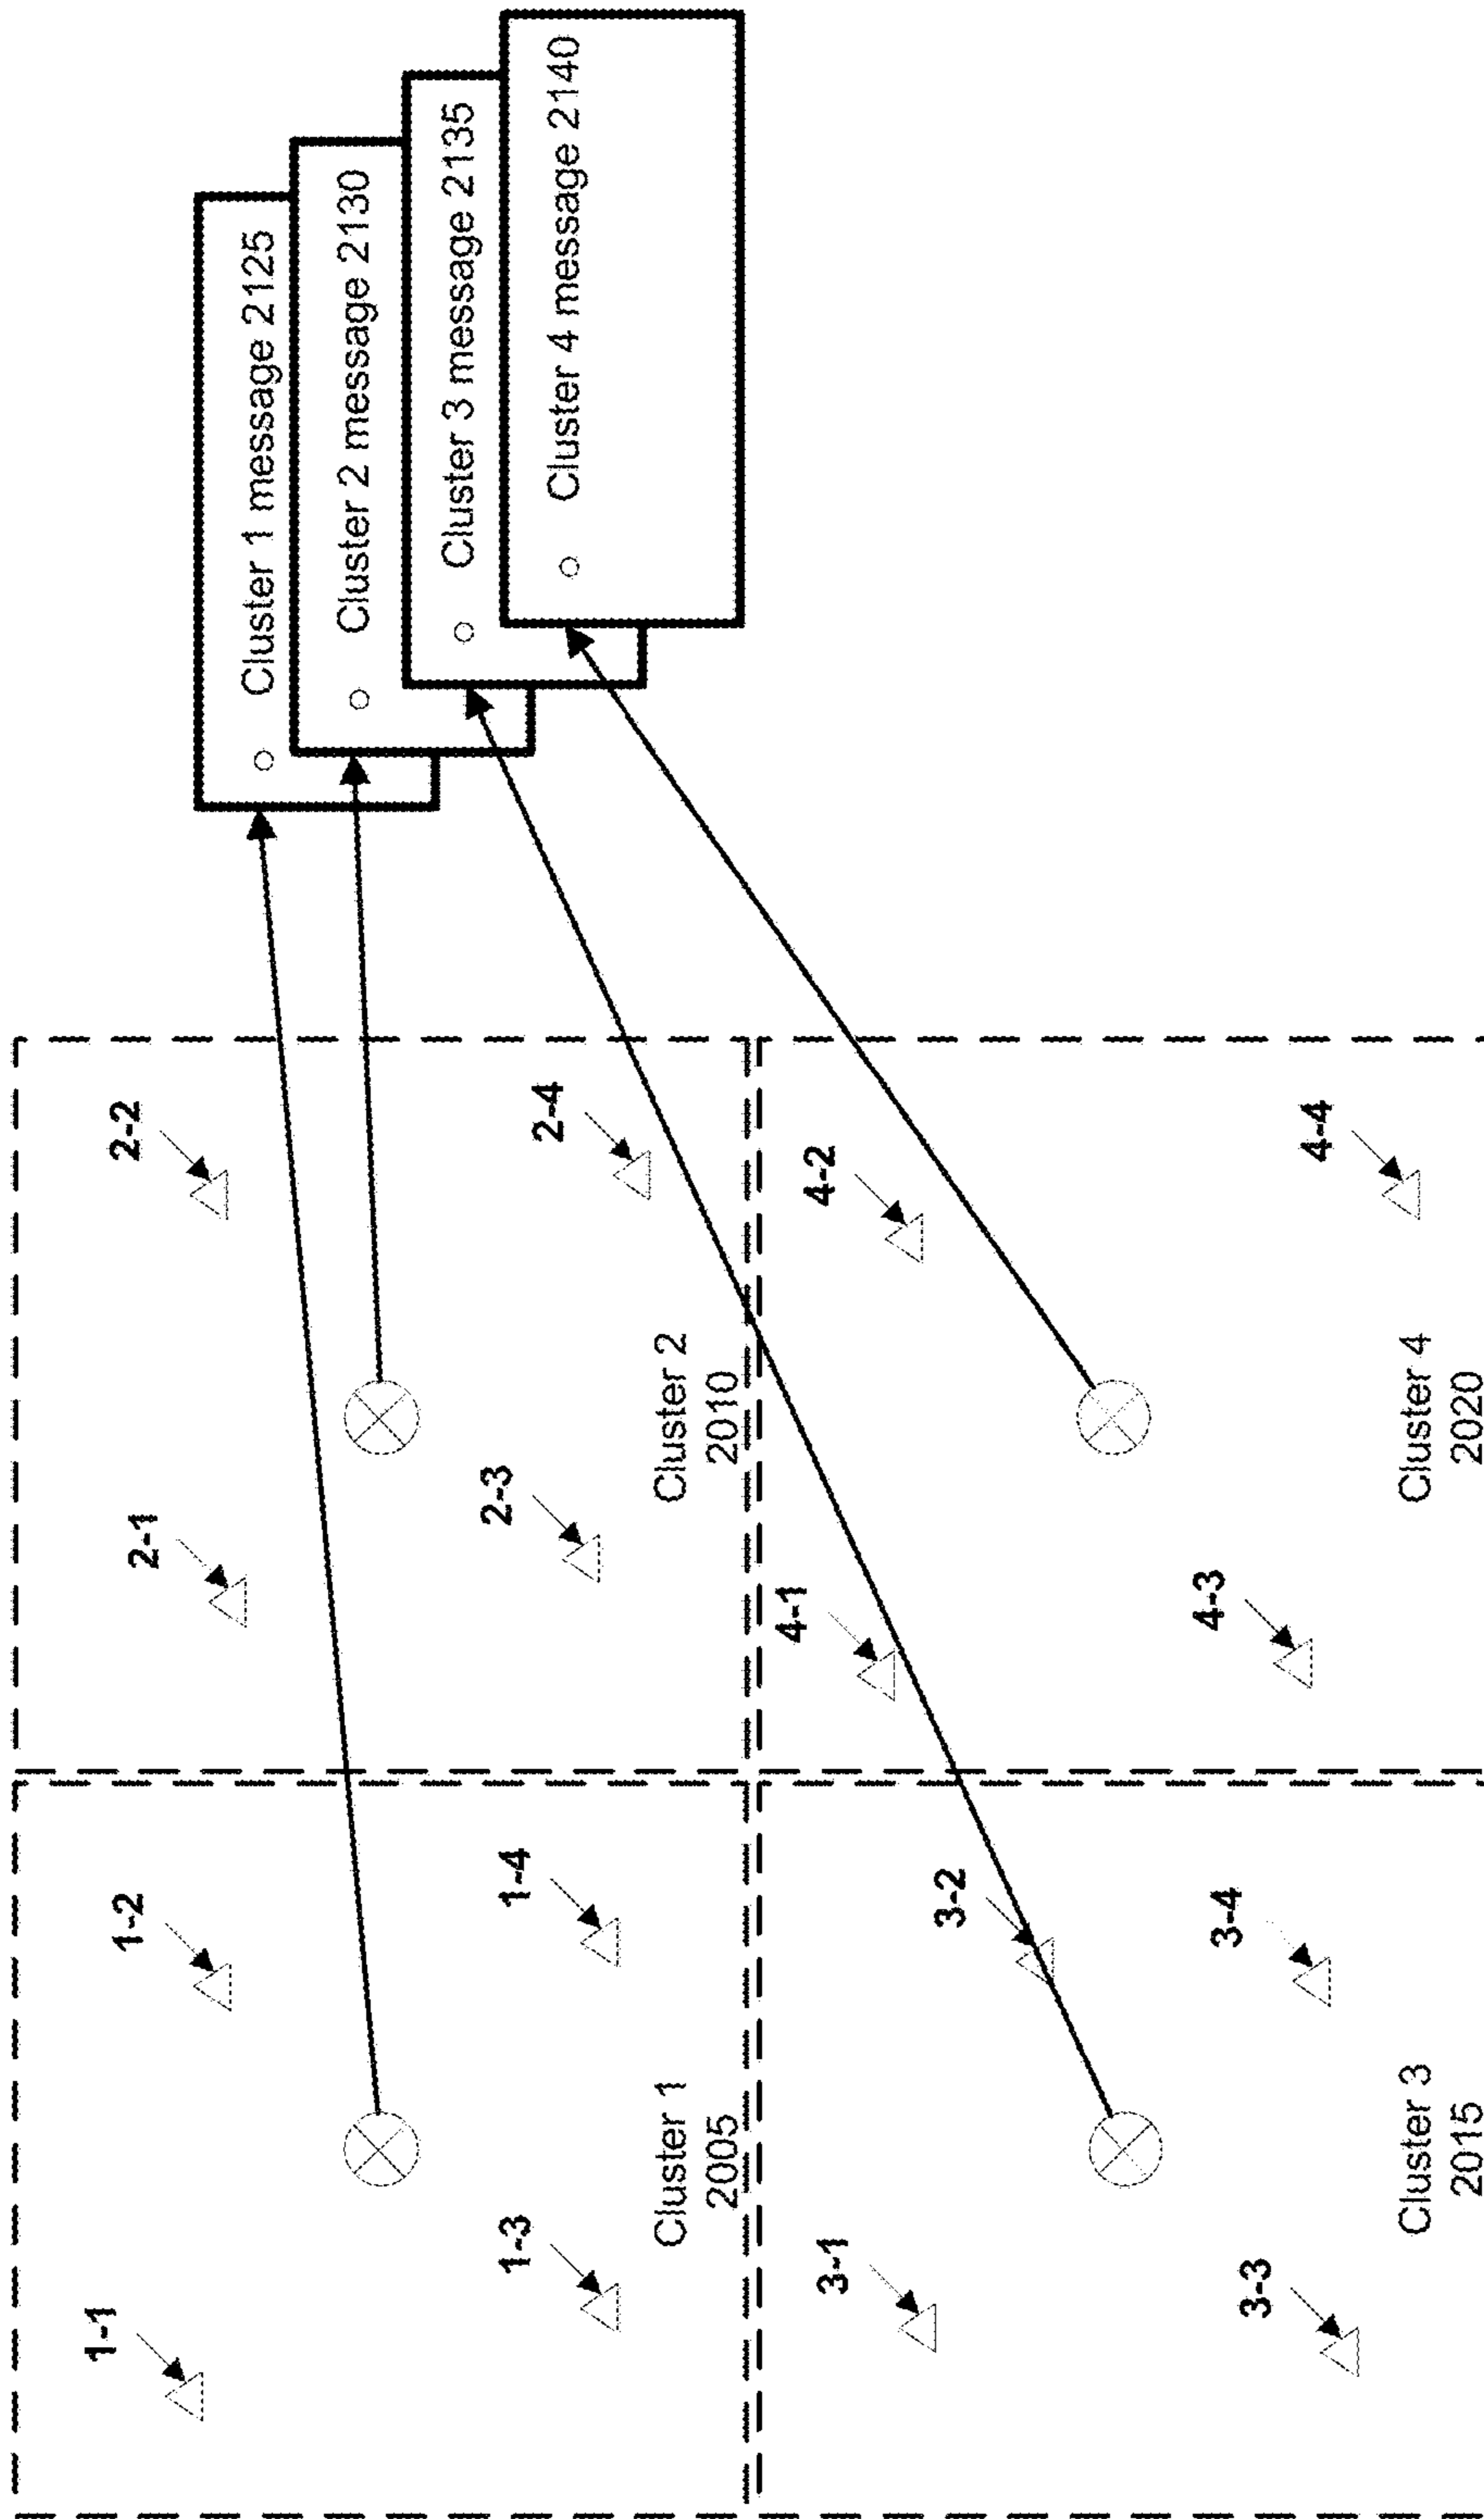 1-1
1-2
1-3
1-4
Cluster 1
2005
2-1
2-2
2-3
2-4
Cluster 2
2010
3-1
3-2
3-3
3-4
Cluster 3
2015
4-1
4-2
4-3
4-4
Cluster 4
2020
Cluster 1 message 2125
Cluster 2 message 2130
Cluster 3 message 2135
Cluster 4 message 2140